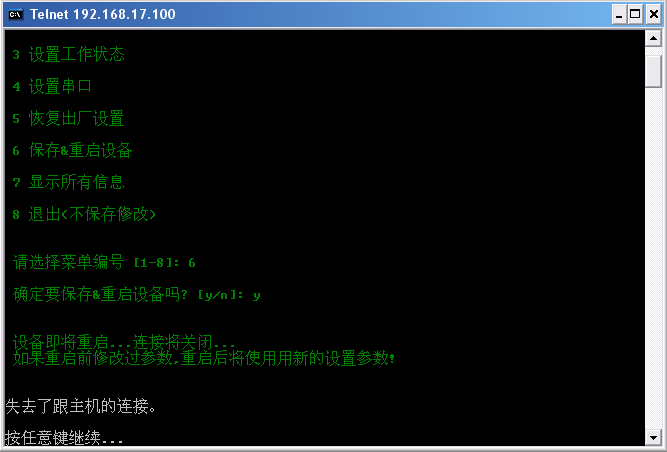 Telnet 192.168.17.100
3 设置工作状态
4 设置串口
5 恢复出厂设置
6 保存&重启设备
7 显示所有信息
8 退出(不保存修改)
请选择菜单编号 [1-8]: 6
确定要保存&重启设备吗? [y/n]: y
设备即将重启...连接将关闭...
如果重启前修改过参数,重启后将使用用新的设置参数!
失去了跟主机的连接。
按任意键继续...